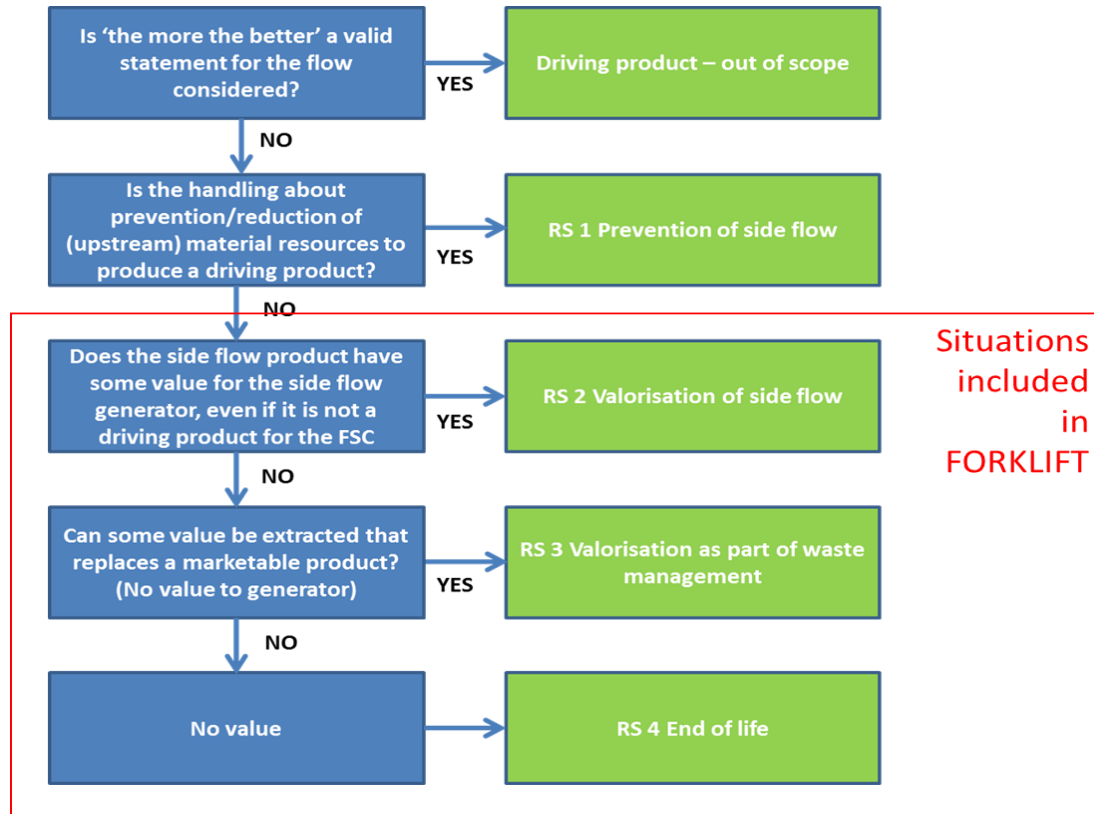 Is ‘the more the better’ a valid
statement for the flow
considered?
YES
Driving product – out of scope
NO
Is the handling about
prevention/reduction of
(upstream) material resources to
produce a driving product?
YES
RS 1 Prevention of side flow
NO
Does the side flow product have
some value for the side flow
generator, even if it is not a
driving product for the FSC
YES
RS 2 Valorisation of side flow
Situations
included
in
FORKLIFT
NO
Can some value be extracted that
replaces a marketable product?
(No value to generator)
YES
RS 3 Valorisation as part of waste
management
NO
No value
RS 4 End of life